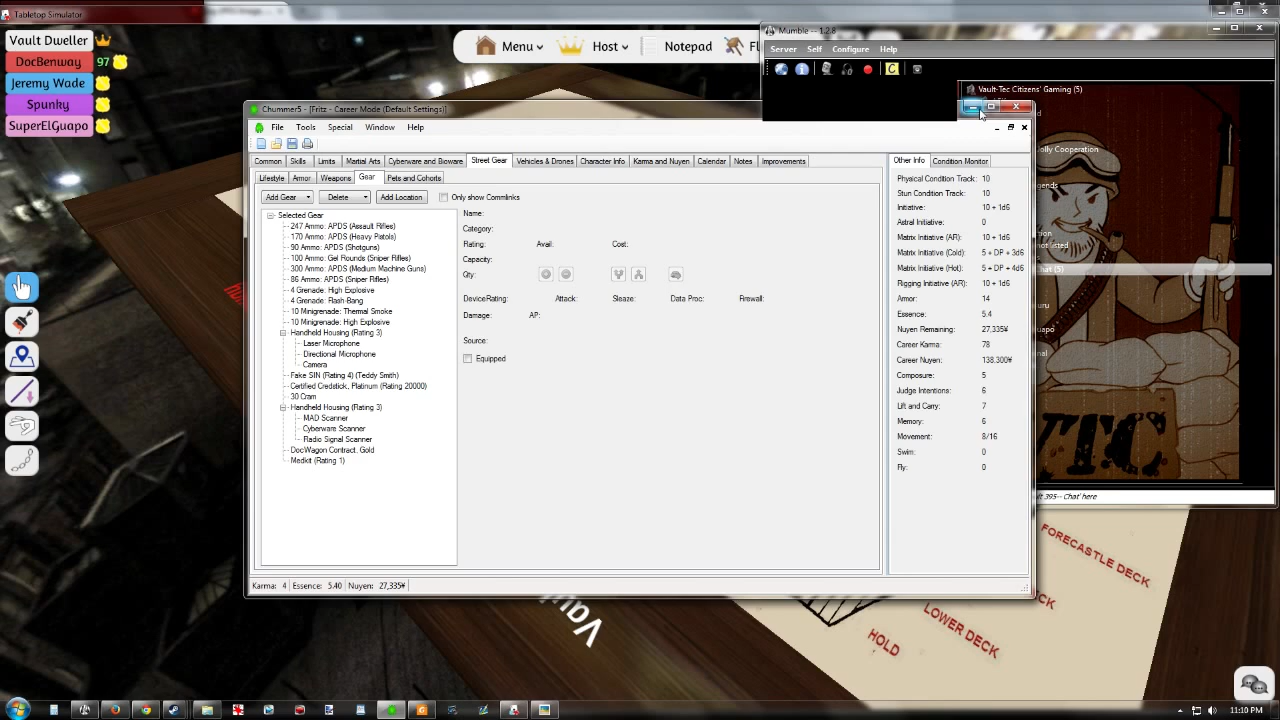 Tabletop Simulator
Vault Dweller
DocBenway 97
Jeremy Wade
Spunky
SuperElGuapo
Menu
Host
Notepad
Mumble -- 1.2.8
Server Self Configure Help
Vault-Tec Citizens' Gaming (5)
Jolly Cooperation
not listed
Chat (5)
-- Chat' here
Chummer5 - [Fritz - Career Mode (Default Settings)]
File Tools Special Window Help
Common Skills Limits Martial Arts Cyberware and Bioware Street Gear Vehicles & Drones Character Info Karma and Nuyen Calendar Notes Improvements
Lifestyle Armor Weapons Gear Pets and Cohorts
Add Gear Delete Add Location Only show Commlinks
Selected Gear
247 Ammo: APDS (Assault Rifles)
170 Ammo: APDS (Heavy Pistols)
90 Ammo: APDS (Shotguns)
100 Ammo: Gel Rounds (Sniper Rifles)
300 Ammo: APDS (Medium Machine Guns)
86 Ammo: APDS (Sniper Rifles)
4 Grenade: High Explosive
4 Grenade: Flash-Bang
10 Minigrenade: Thermal Smoke
10 Minigrenade: High Explosive
Handheld Housing (Rating 3)
Laser Microphone
Directional Microphone
Camera
Fake SIN (Rating 4) (Teddy Smith)
Certified Credstick, Platinum (Rating 20000)
30 Cram
Handheld Housing (Rating 3)
MAD Scanner
Cyberware Scanner
Radio Signal Scanner
DocWagon Contract, Gold
Medkit (Rating 1)
Name:
Category:
Rating: Avail: Cost:
Capacity:
Qty:
DeviceRating: Attack: Sleaze: Data Proc: Firewall:
Damage: AP:
Source:
Equipped
Other Info Condition Monitor
Physical Condition Track: 10
Stun Condition Track: 10
Initiative: 10 + 1d6
Astral Initiative: 0
Matrix Initiative (AR): 10 + 1d6
Matrix Initiative (Cold): 5 + DP + 3d6
Matrix Initiative (Hot): 5 + DP + 4d6
Rigging Initiative (AR): 10 + 1d6
Armor: 14
Essence: 5.4
Nuyen Remaining: 27,335¥
Career Karma: 78
Career Nuyen: 138,300¥
Composure: 5
Judge Intentions: 6
Lift and Carry: 7
Memory: 6
Movement: 8/16
Swim: 0
Fly: 0
Karma: 4 Essence: 5.40 Nuyen: 27,335¥
FORECASTLE DECK
LOWER DECK
HOLD
Vau
11:10 PM